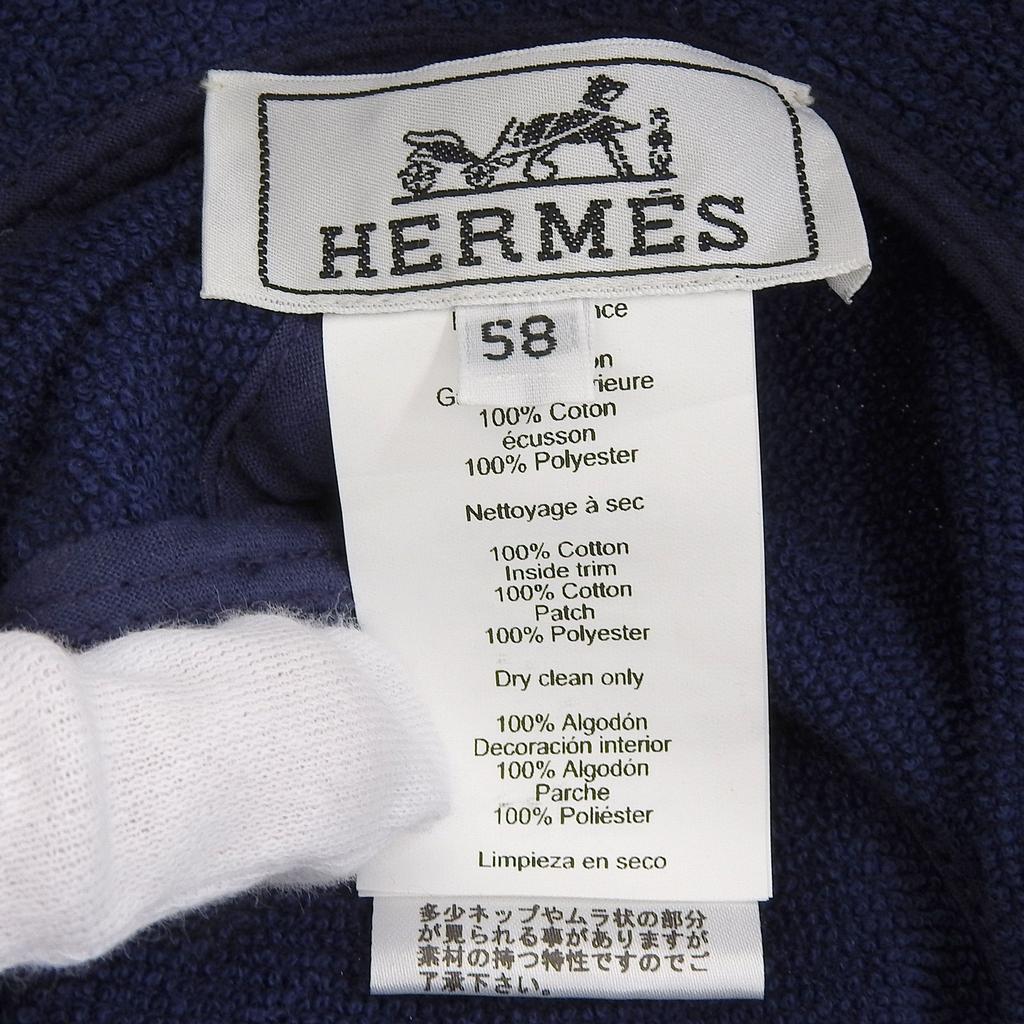 HERMÈS
58
100% Coton
écusson
100% Polyester
Nettoyage à sec
100% Cotton
Inside trim
100% Cotton
Patch
100% Polyester
Dry clean only
100% Algodón
Decoración interior
100% Algodón
Parche
100% Poliéster
Limpieza en seco
多少ネップやムラ状の部分
が見られる事がありますが
素材の持つ特性ですのでご
了承下さい。